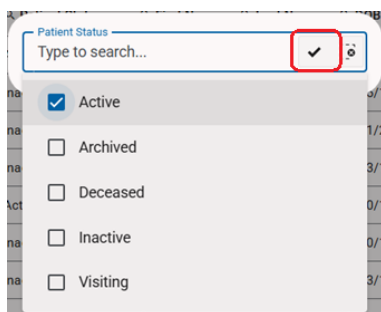 Patient Status
Type to search...
Active
Archived
Deceased
Inactive
Visiting